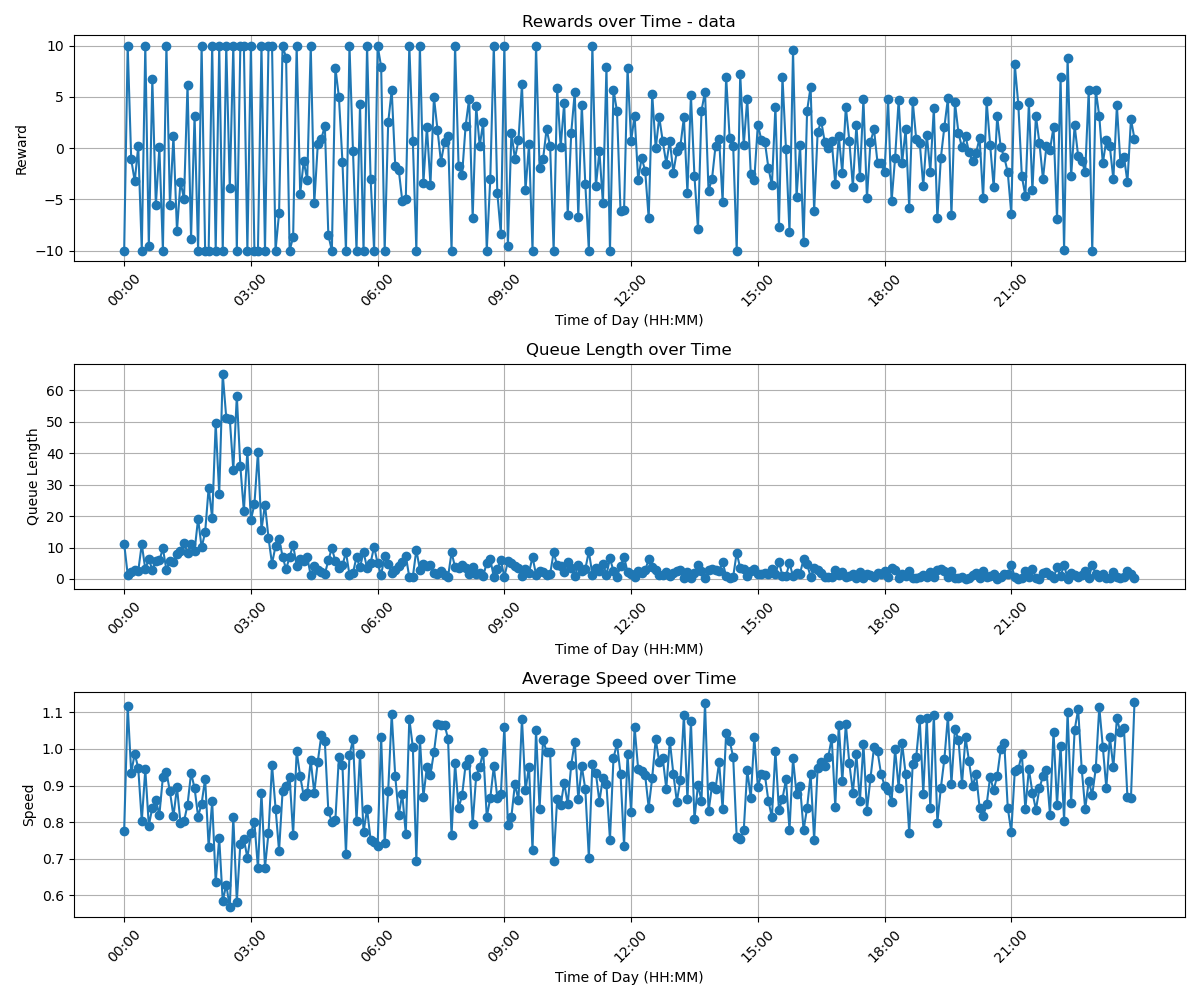 Rewards over Time - data
10
5
0
−5
−10
Reward
00:00 03:00 06:00 09:00 12:00 15:00 18:00 21:00
Time of Day (HH:MM)
Queue Length over Time
60
50
40
30
20
10
0
Queue Length
00:00 03:00 06:00 09:00 12:00 15:00 18:00 21:00
Time of Day (HH:MM)
Average Speed over Time
1.1
1.0
0.9
0.8
0.7
0.6
Speed
00:00 03:00 06:00 09:00 12:00 15:00 18:00 21:00
Time of Day (HH:MM)